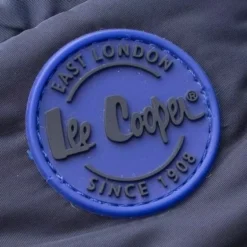 EAST LONDON
Lee Cooper®
SINCE 1908